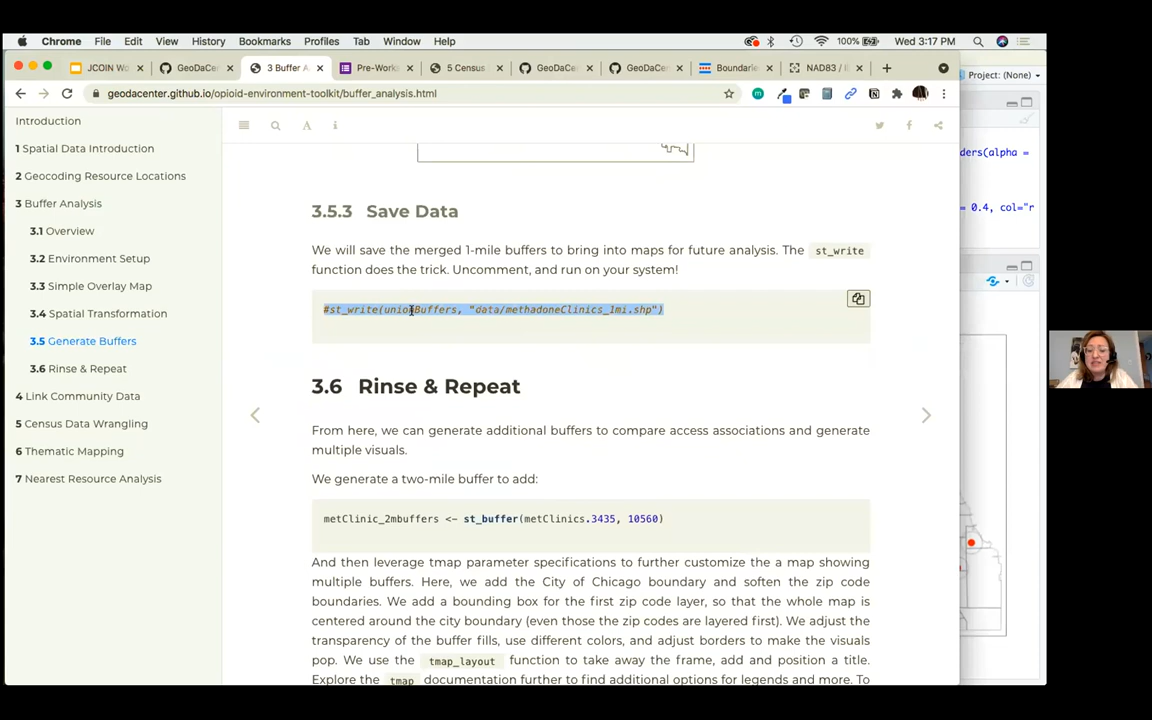 Chrome File Edit View History Bookmarks Profiles Tab Window Help 100% Wed 3:17 PM
JCOIN Wo GeoDaCe 3 Buffer A Pre-Work 5 Census GeoDaC GeoDaC Boundarie NAD83 / I Project: (None)
geodacenter.github.io/opioid-environment-toolkit/buffer_analysis.html
Introduction
1 Spatial Data Introduction
2 Geocoding Resource Locations
3 Buffer Analysis
3.1 Overview
3.2 Environment Setup
3.3 Simple Overlay Map
3.4 Spatial Transformation
3.5 Generate Buffers
3.6 Rinse & Repeat
4 Link Community Data
5 Census Data Wrangling
6 Thematic Mapping
7 Nearest Resource Analysis
3.5.3 Save Data
We will save the merged 1-mile buffers to bring into maps for future analysis. The st_write
function does the trick. Uncomment, and run on your system!
#st_write(unionBuffers, "data/methadoneClinics_1mi.shp")
3.6 Rinse & Repeat
From here, we can generate additional buffers to compare access associations and generate
multiple visuals.
We generate a two-mile buffer to add:
metClinic_2mbuffers <- st_buffer(metClinics.3435, 10560)
And then leverage tmap parameter specifications to further customize the a map showing
multiple buffers. Here, we add the City of Chicago boundary and soften the zip code
boundaries. We add a bounding box for the first zip code layer, so that the whole map is
centered around the city boundary (even those the zip codes are layered first). We adjust the
transparency of the buffer fills, use different colors, and adjust borders to make the visuals
pop. We use the tmap_layout function to take away the frame, add and position a title.
Explore the tmap documentation further to find additional options for legends and more. To
ders(alpha =
= 0.4, col="r